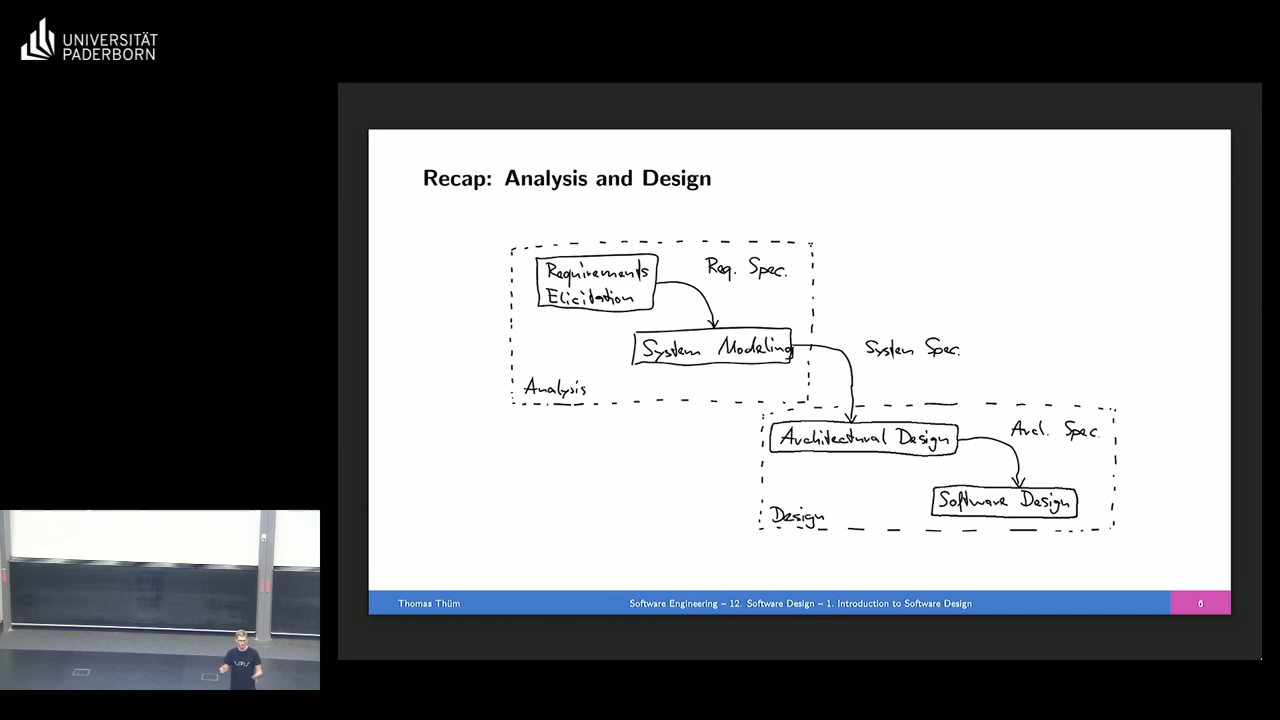 UNIVERSITÄT
PADERBORN
Recap: Analysis and Design
Requirements
Elicitation
Req. Spec.
System Modeling
System Spec.
Analysis
Architectural Design
Arch. Spec.
Software Design
Design
Thomas Thüm
Software Engineering – 12. Software Design – 1. Introduction to Software Design
6